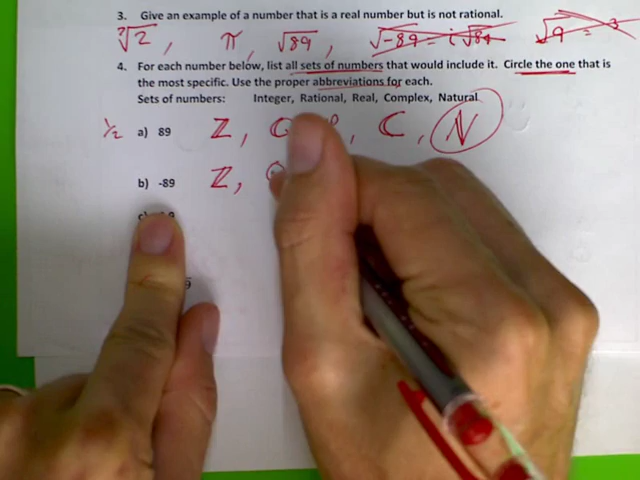 3. Give an example of a number that is a real number but is not rational.
∛2, π, √89, √-89 = i√89 √9 = 3
4. For each number below, list all sets of numbers that would include it. Circle the one that is
the most specific. Use the proper abbreviations for each.
Sets of numbers: Integer, Rational, Real, Complex, Natural
½ a) 89 ℤ, ℂ, ℕ
b) -89 ℤ,